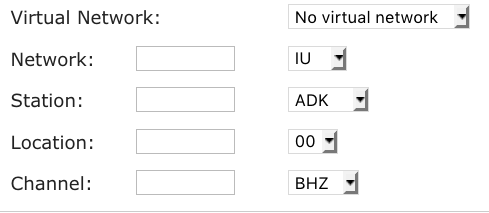 Virtual Network: No virtual network
Network: IU
Station: ADK
Location: 00
Channel: BHZ